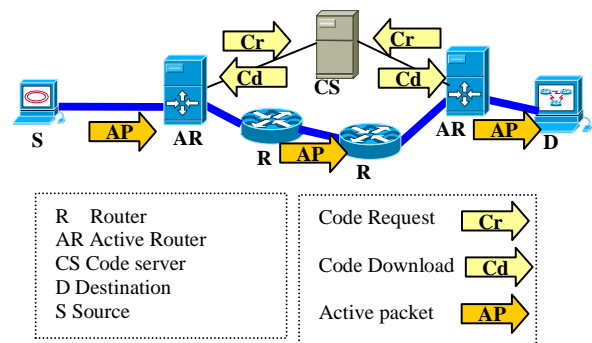 Cr
Cr
CS
Cd
Cd
S
AP
AR
R
AP
R
AR
AP
D
R Router
AR Active Router
CS Code server
D Destination
S Source
Code Request Cr
Code Download Cd
Active packet AP